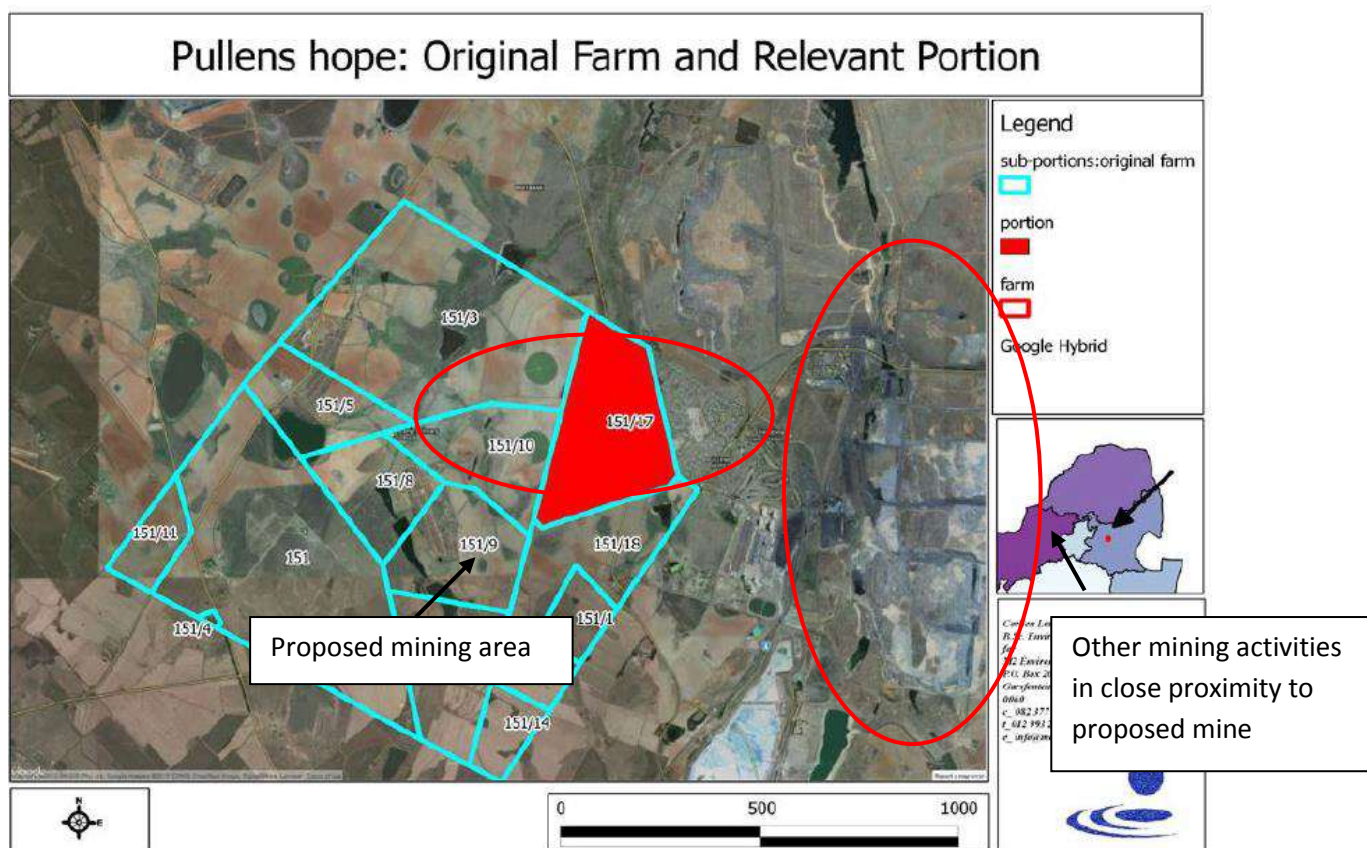 Pullens hope: Original Farm and Relevant Portion
Legend
sub-portions:original farm
portion
farm
Google Hybrid
151/3
151/5
151/17
151/10
151/8
151/11
151
151/9
151/18
151/4
151/1
151/14
Proposed mining area
Other mining activities
in close proximity to
proposed mine
P.O. Box
N
E
0
500
1000